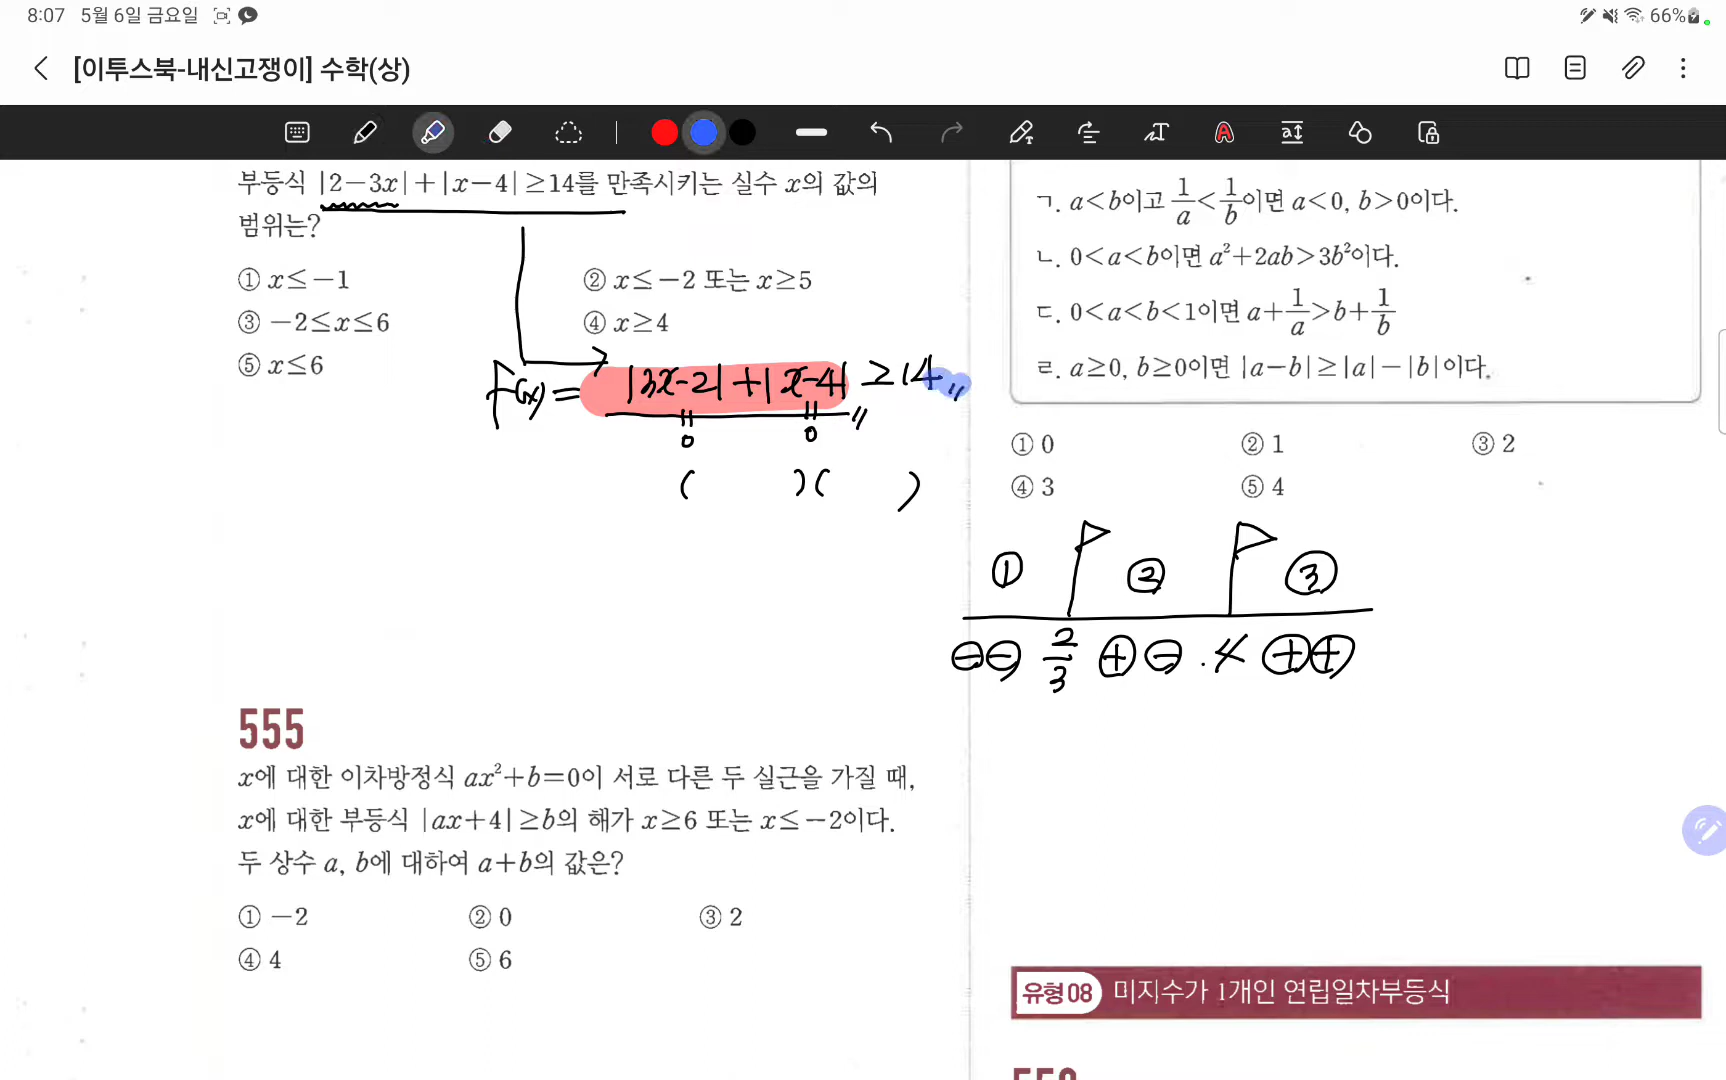 8:07 5월 6일 금요일
66%
[이투스북-내신고쟁이] 수학(상)
부등식 |2-3x|+|x-4|≥14를 만족시키는 실수 x의 값의
범위는?
① x≤-1 ② x≤-2 또는 x≥5
③ -2≤x≤6 ④ x≥4
⑤ x≤6
f(x)= |3x-2|+|x-4| ≥14
0 0
( )( )
555
x에 대한 이차방정식 ax²+b=0이 서로 다른 두 실근을 가질 때,
x에 대한 부등식 |ax+4|≥b의 해가 x≥6 또는 x≤-2이다.
두 상수 a, b에 대하여 a+b의 값은?
① -2 ② 0 ③ 2
④ 4 ⑤ 6
ㄱ. a<b이고 1/a<1/b이면 a<0, b>0이다.
ㄴ. 0<a<b이면 a²+2ab>3b²이다.
ㄷ. 0<a<b<1이면 a+1/a>b+1/b
ㄹ. a≥0, b≥0이면 |a-b|≥|a|-|b|이다.
① 0 ② 1 ③ 2
④ 3 ⑤ 4
① ② ③
⊖⊖ 2/3 ⊕⊖ 4 ⊕⊕
유형 08 미지수가 1개인 연립일차부등식